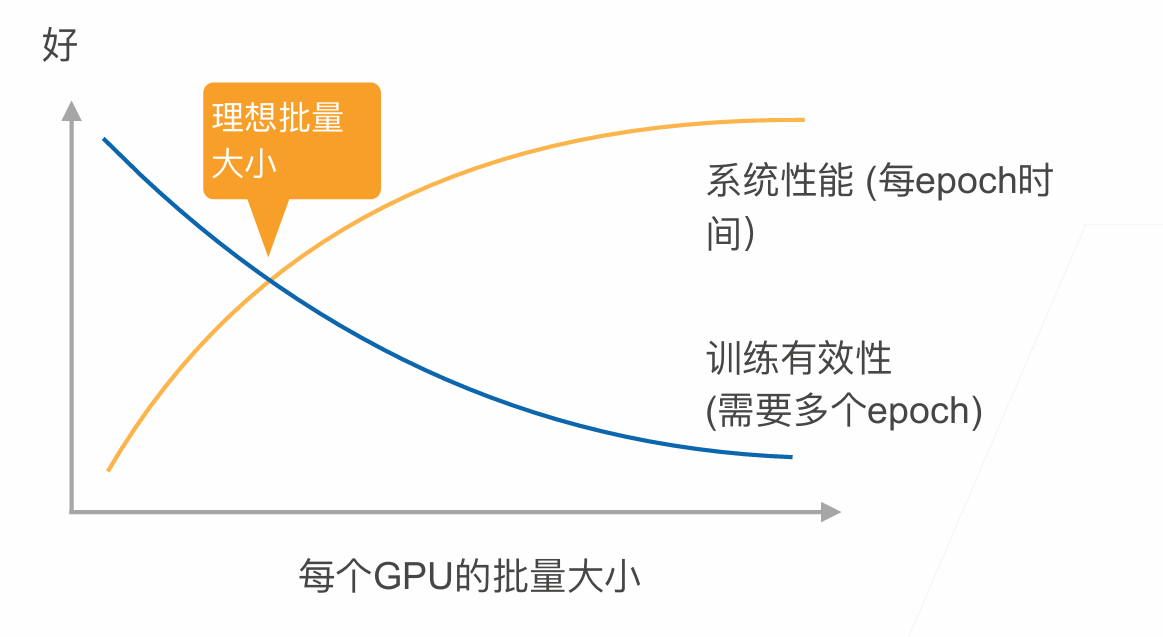 好
理想批量
大小
系统性能 (每epoch时
间)
训练有效性
(需要多个epoch)
每个GPU的批量大小